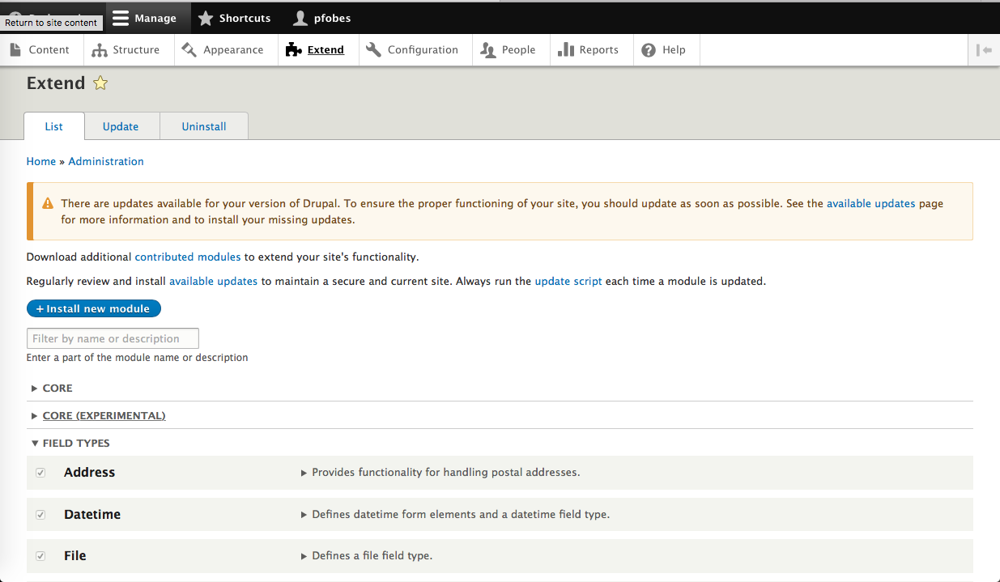 Return to site content
Manage
Shortcuts
pfobes
Content
Structure
Appearance
Extend
Configuration
People
Reports
Help
Extend
List
Update
Uninstall
Home » Administration
There are updates available for your version of Drupal. To ensure the proper functioning of your site, you should update as soon as possible. See the available updates page
for more information and to install your missing updates.
Download additional contributed modules to extend your site's functionality.
Regularly review and install available updates to maintain a secure and current site. Always run the update script each time a module is updated.
+ Install new module
Filter by name or description
Enter a part of the module name or description
CORE
CORE (EXPERIMENTAL)
FIELD TYPES
Address
Provides functionality for handling postal addresses.
Datetime
Defines datetime form elements and a datetime field type.
File
Defines a file field type.